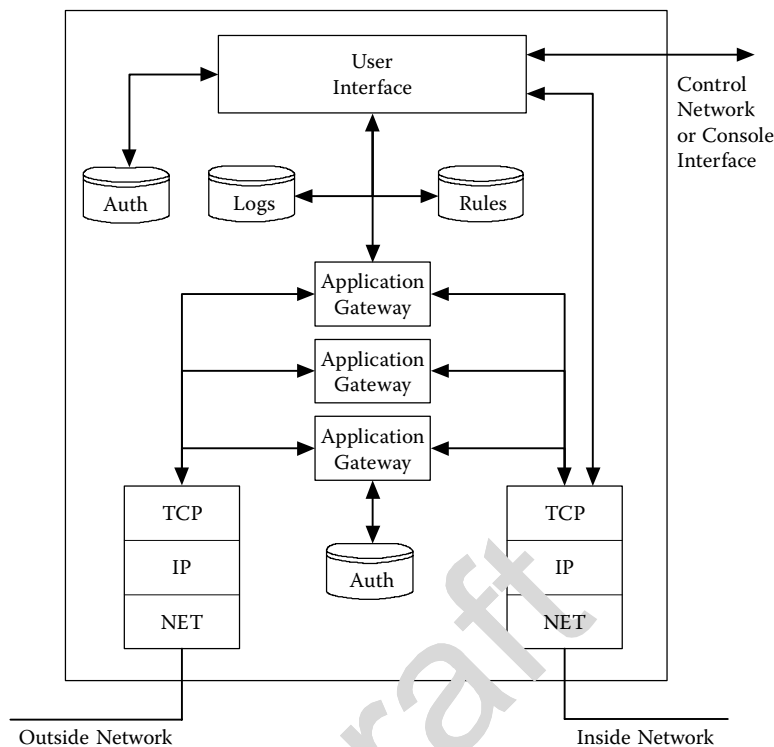 User
Interface
Control
Network
or Console
Interface
Auth
Logs
Rules
Application
Gateway
Application
Gateway
Application
Gateway
TCP
IP
NET
Auth
TCP
IP
NET
Outside Network
Inside Network
raft